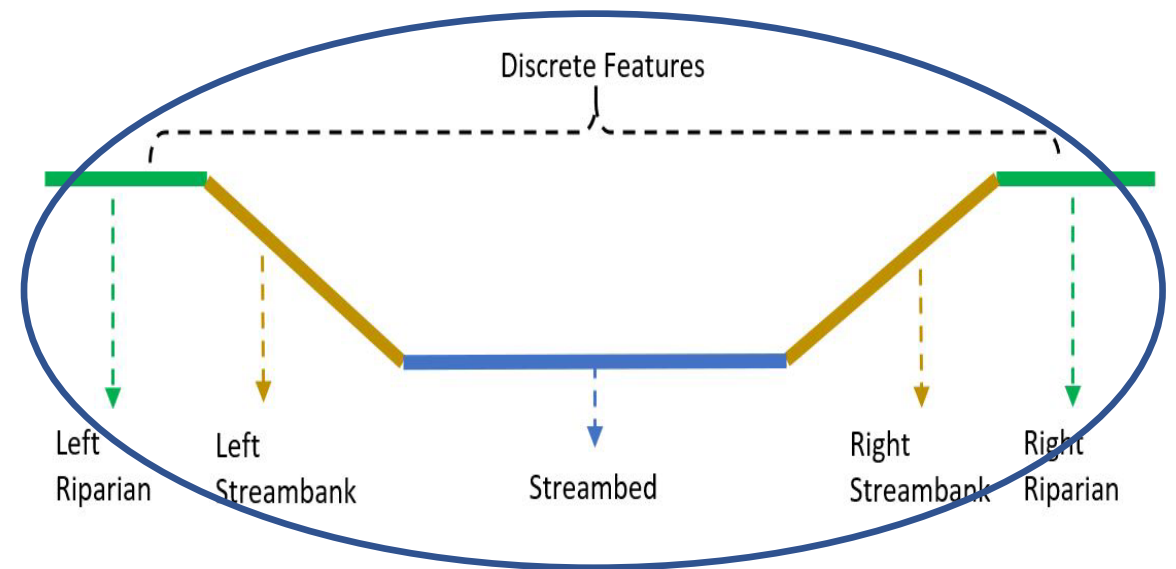 Discrete Features
Left
Riparian
Left
Streambank
Streambed
Right
Streambank
Right
Riparian